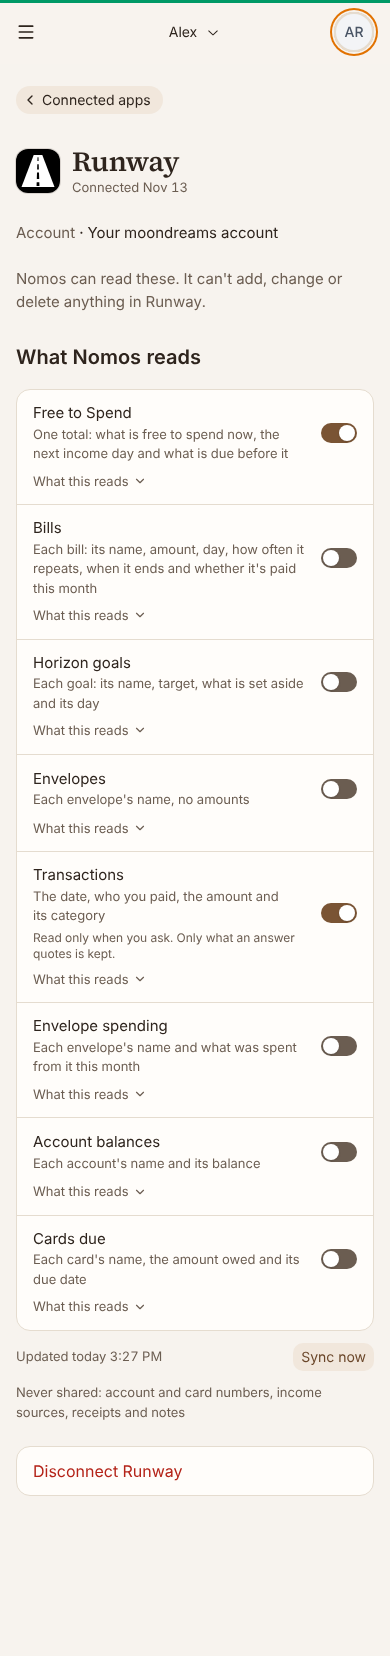 Alex
AR
Connected apps
Runway
Connected Nov 13
Account · Your moondreams account
Nomos can read these. It can't add, change or
delete anything in Runway.
What Nomos reads
Free to Spend
One total: what is free to spend now, the
next income day and what is due before it
What this reads
Bills
Each bill: its name, amount, day, how often it
repeats, when it ends and whether it's paid
this month
What this reads
Horizon goals
Each goal: its name, target, what is set aside
and its day
What this reads
Envelopes
Each envelope's name, no amounts
What this reads
Transactions
The date, who you paid, the amount and
its category
Read only when you ask. Only what an answer
quotes is kept.
What this reads
Envelope spending
Each envelope's name and what was spent
from it this month
What this reads
Account balances
Each account's name and its balance
What this reads
Cards due
Each card's name, the amount owed and its
due date
What this reads
Updated today 3:27 PM
Sync now
Never shared: account and card numbers, income
sources, receipts and notes
Disconnect Runway